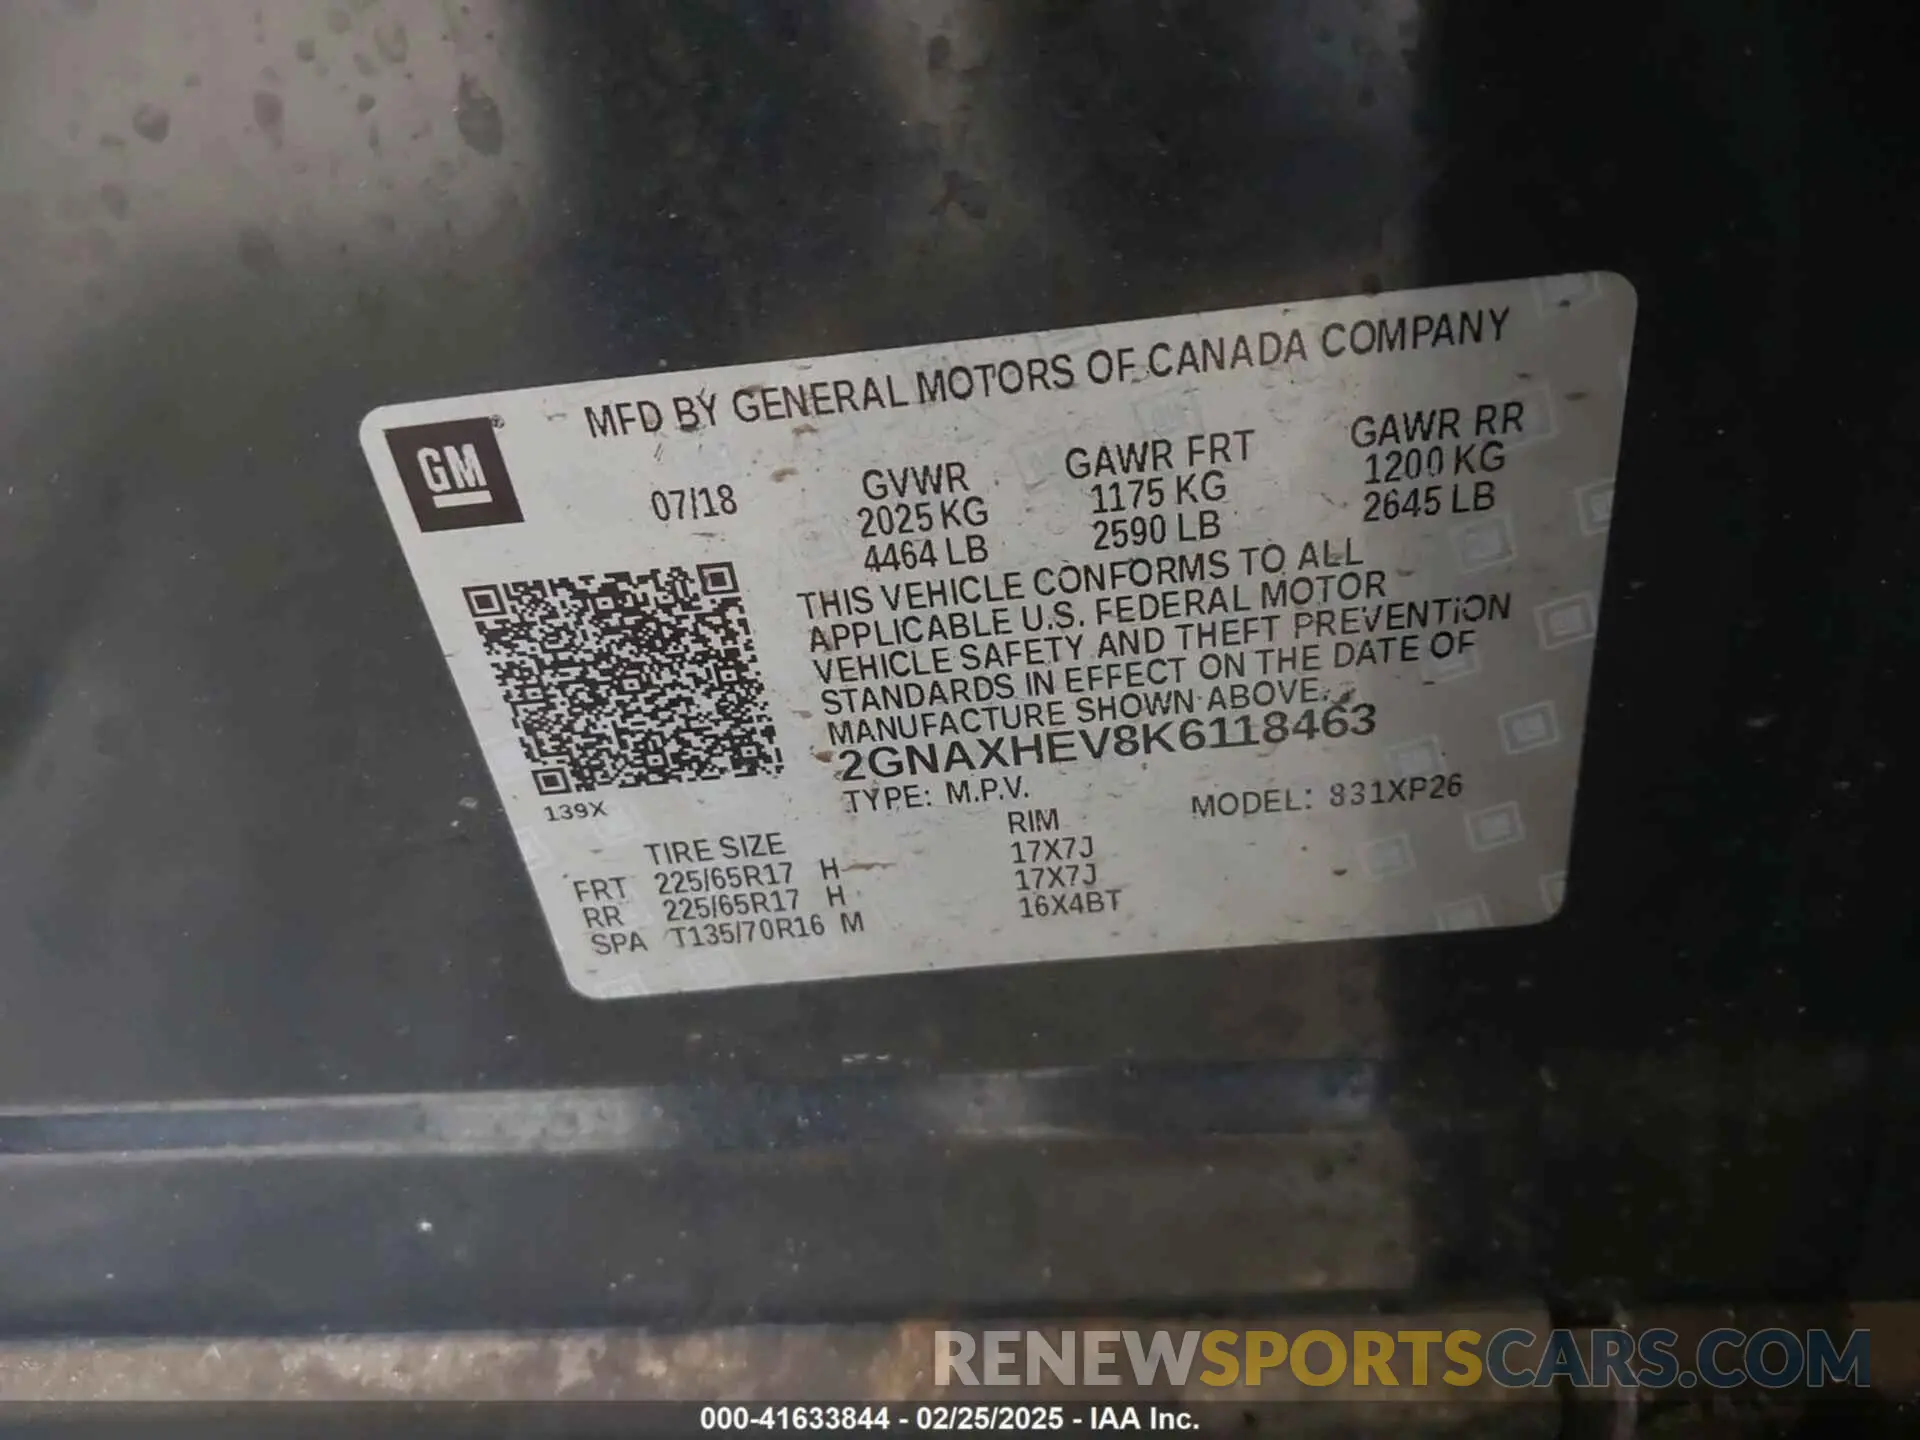 MFD BY GENERAL MOTORS OF CANADA COMPANY
GM ®
07/18
GVWR
2025 KG
4464 LB
GAWR FRT
1175 KG
2590 LB
GAWR RR
1200 KG
2645 LB
THIS VEHICLE CONFORMS TO ALL
APPLICABLE U.S. FEDERAL MOTOR
VEHICLE SAFETY AND THEFT PREVENTION
STANDARDS IN EFFECT ON THE DATE OF
MANUFACTURE SHOWN ABOVE.
2GNAXHEV8K6118463
139X
TYPE: M.P.V.
MODEL: 831XP26
TIRE SIZE RIM
FRT 225/65R17 H 17X7J
RR 225/65R17 H 17X7J
SPA T135/70R16 M 16X4BT
RENEWSPORTSCARS.COM
000-41633844 - 02/25/2025 - IAA Inc.